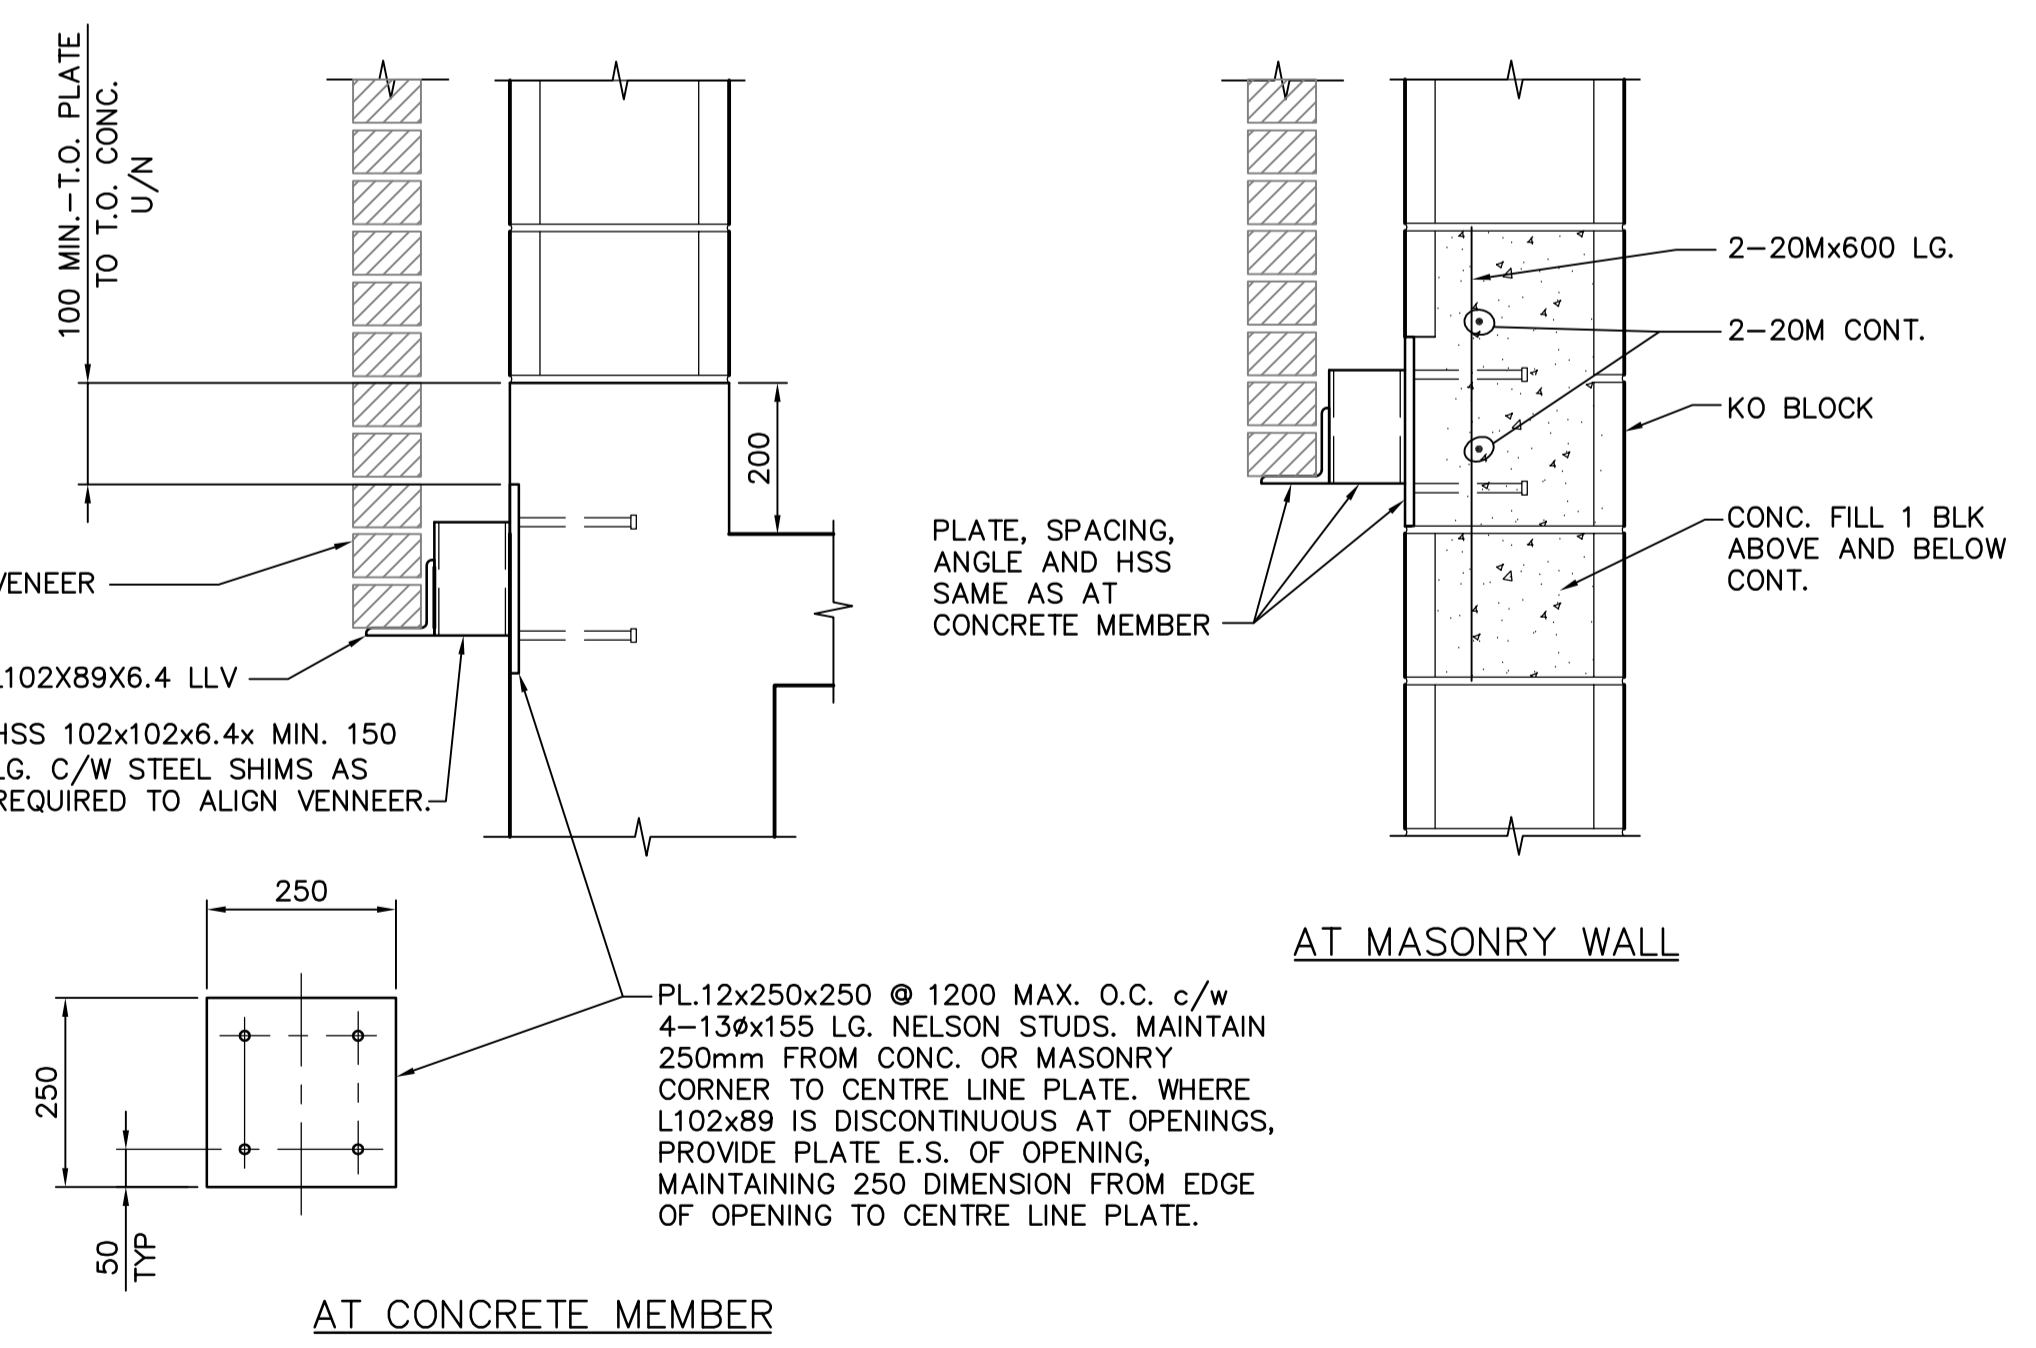 100 MIN.-T.O. PLATE
TO T.O. CONC.
U/N
200
VENEER
L102X89X6.4 LLV
HSS 102x102x6.4x MIN. 150
LG. C/W STEEL SHIMS AS
REQUIRED TO ALIGN VENNEER.
250
250
50
TYP
PL.12x250x250 @ 1200 MAX. O.C. c/w
4-13øx155 LG. NELSON STUDS. MAINTAIN
250mm FROM CONC. OR MASONRY
CORNER TO CENTRE LINE PLATE. WHERE
L102x89 IS DISCONTINUOUS AT OPENINGS,
PROVIDE PLATE E.S. OF OPENING,
MAINTAINING 250 DIMENSION FROM EDGE
OF OPENING TO CENTRE LINE PLATE.
AT CONCRETE MEMBER
2-20Mx600 LG.
2-20M CONT.
KO BLOCK
CONC. FILL 1 BLK
ABOVE AND BELOW
CONT.
PLATE, SPACING,
ANGLE AND HSS
SAME AS AT
CONCRETE MEMBER
AT MASONRY WALL